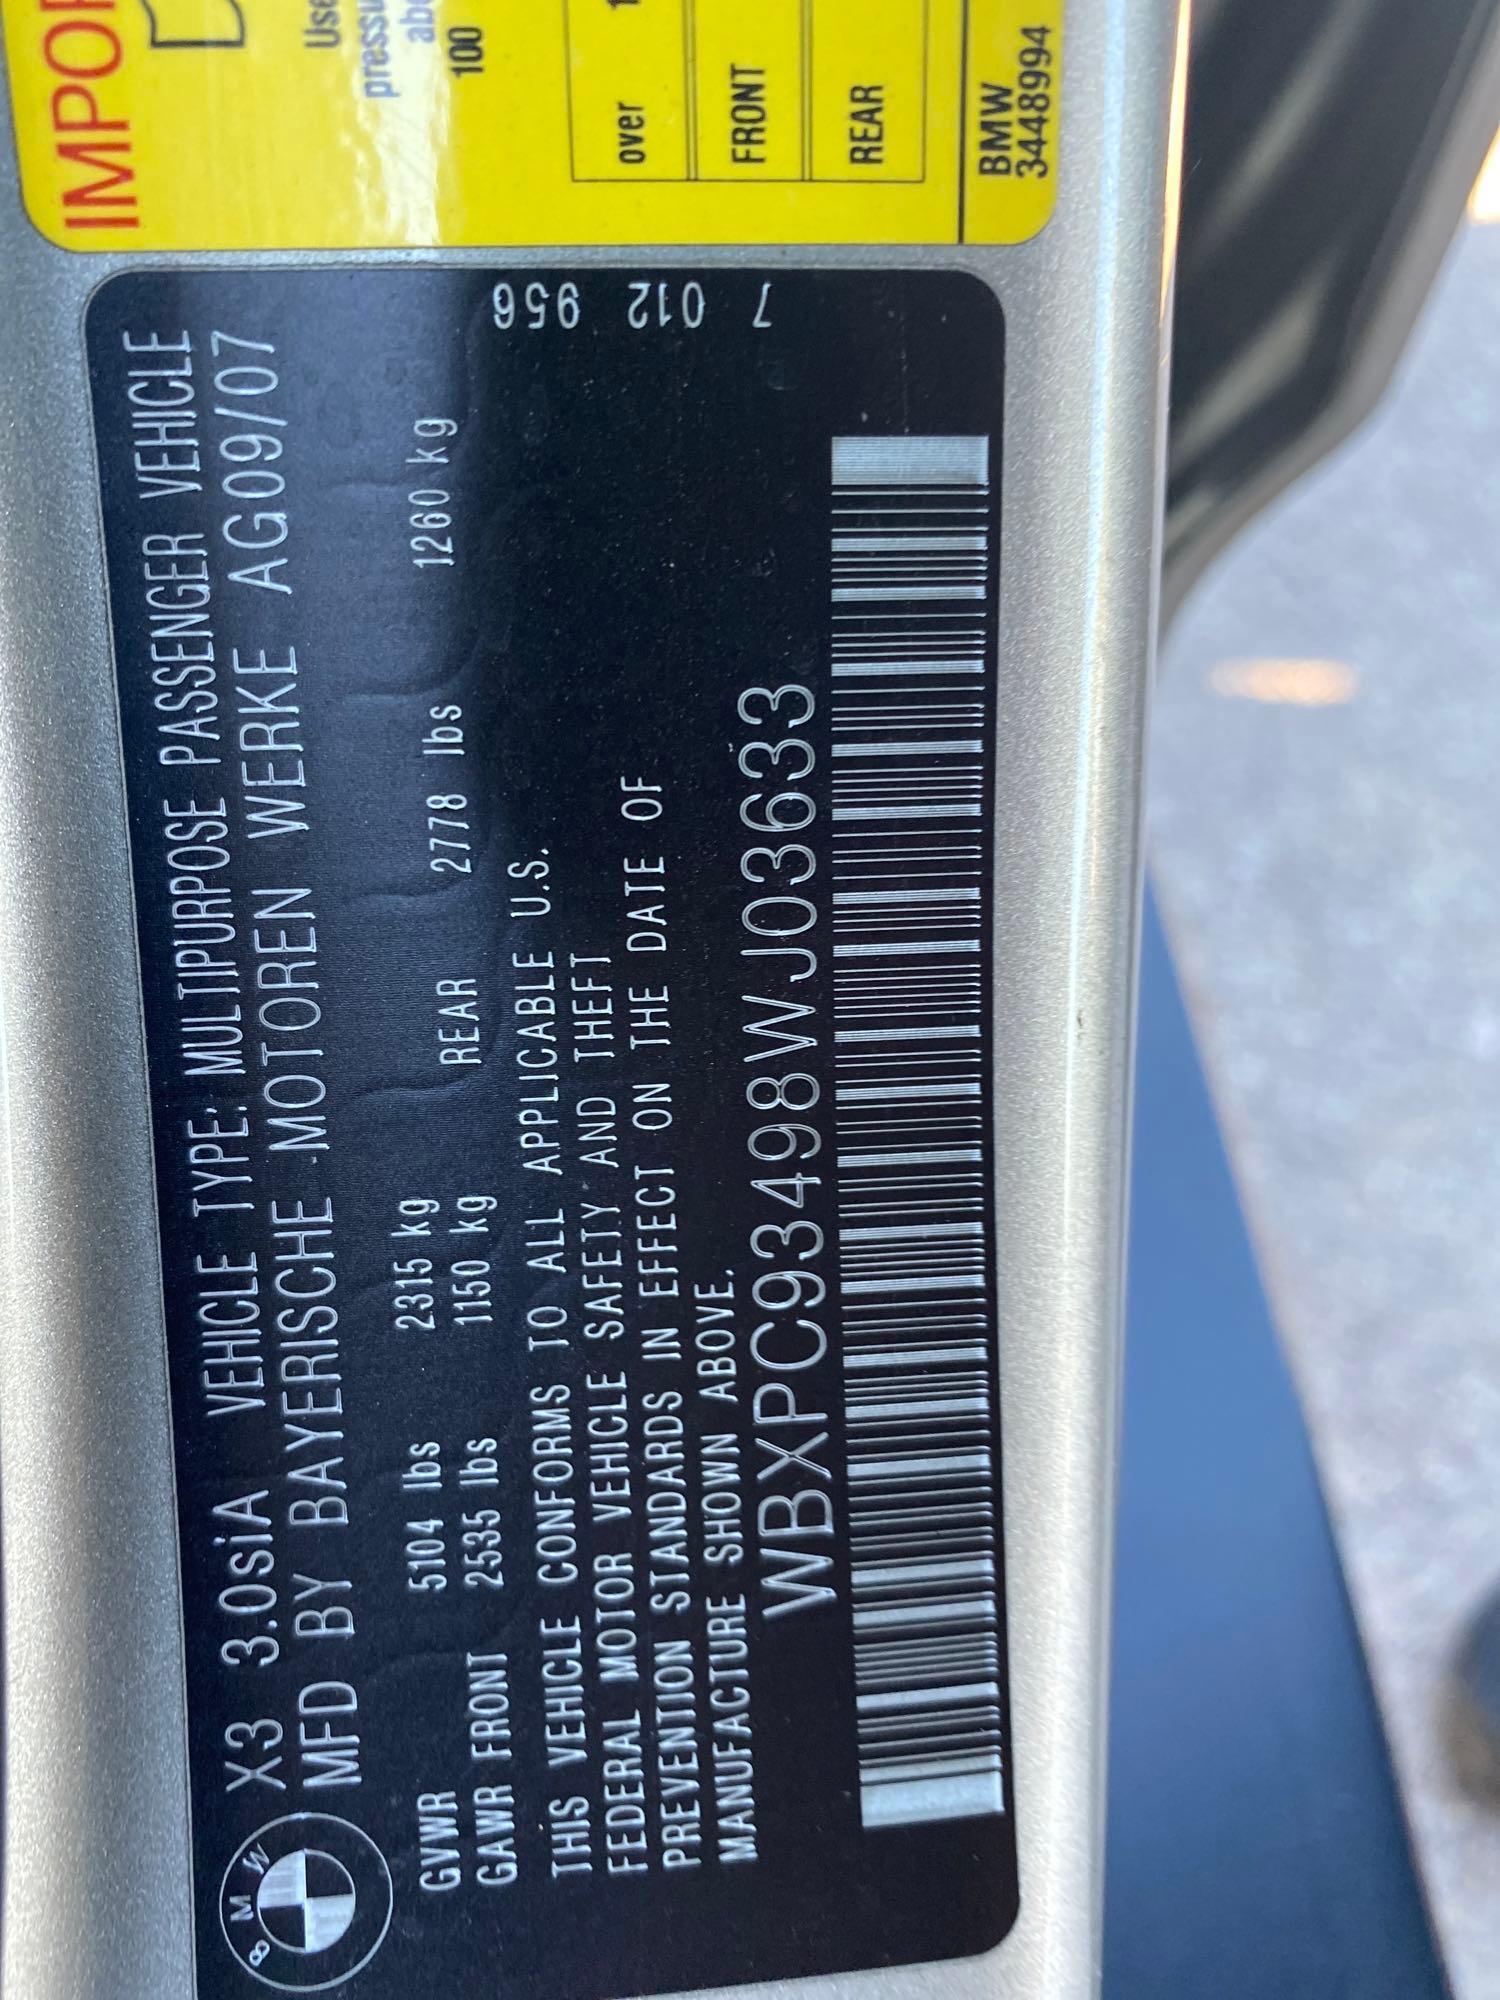 B M W
X3 3.0SiA VEHICLE TYPE: MULTIPURPOSE PASSENGER VEHICLE
MFD BY BAYERISCHE MOTOREN WERKE AG09/07
GVWR 5104 lbs 2315 kg
GAWR FRONT 2535 lbs 1150 kg REAR 2778 lbs 1260 kg
THIS VEHICLE CONFORMS TO ALL APPLICABLE U.S.
FEDERAL MOTOR VEHICLE SAFETY AND THEFT
PREVENTION STANDARDS IN EFFECT ON THE DATE OF
MANUFACTURE SHOWN ABOVE.
WBXPC93498WJ03633
7 012 956
Use
100
over
FRONT
REAR
BMW
3448994